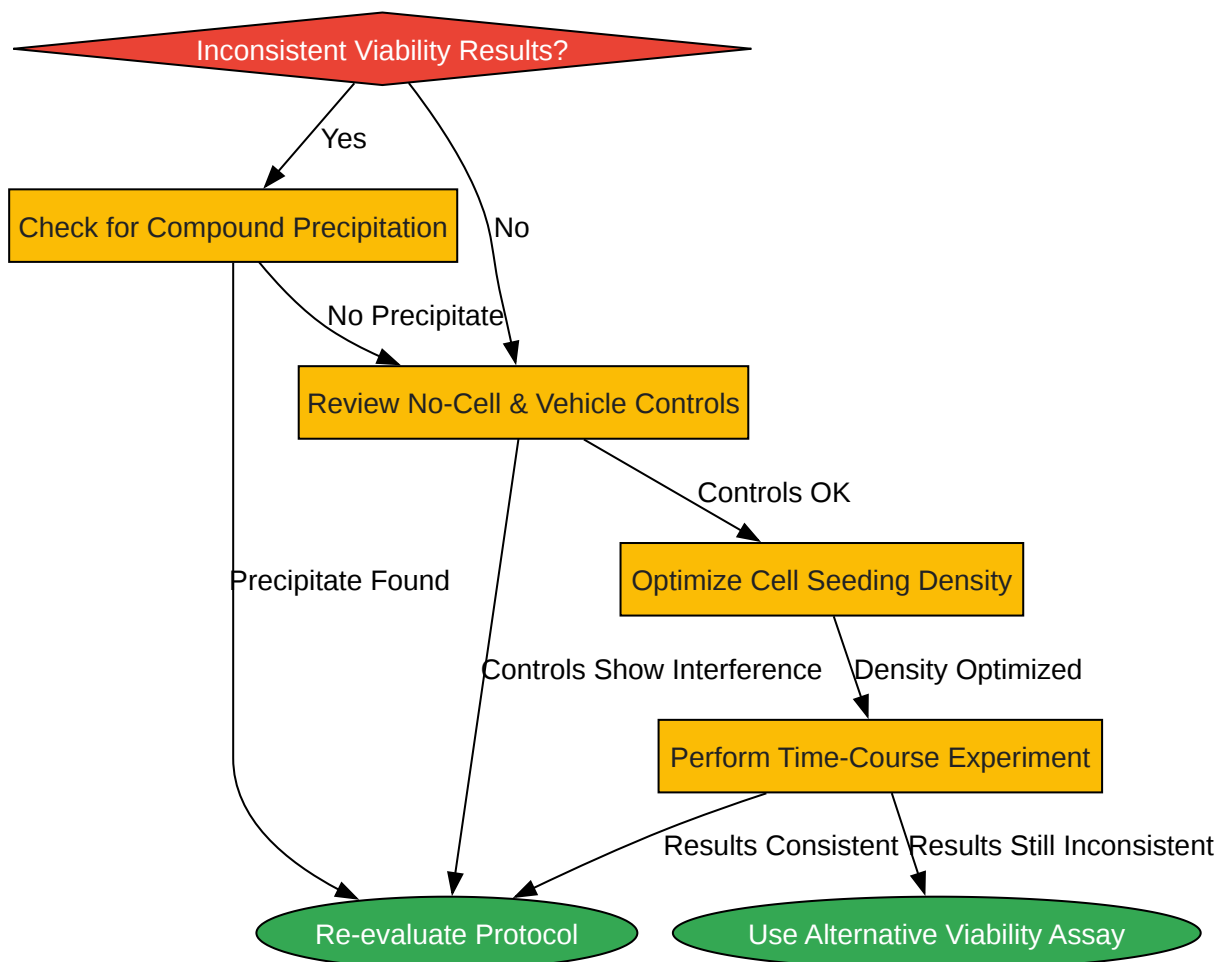 Inconsistent Viability Results?
Yes
Check for Compound Precipitation
No
No Precipitate
Review No-Cell & Vehicle Controls
Controls OK
Precipitate Found
Optimize Cell Seeding Density
Controls Show Interference
Density Optimized
Perform Time-Course Experiment
Results Consistent
Results Still Inconsistent
Re-evaluate Protocol
Use Alternative Viability Assay